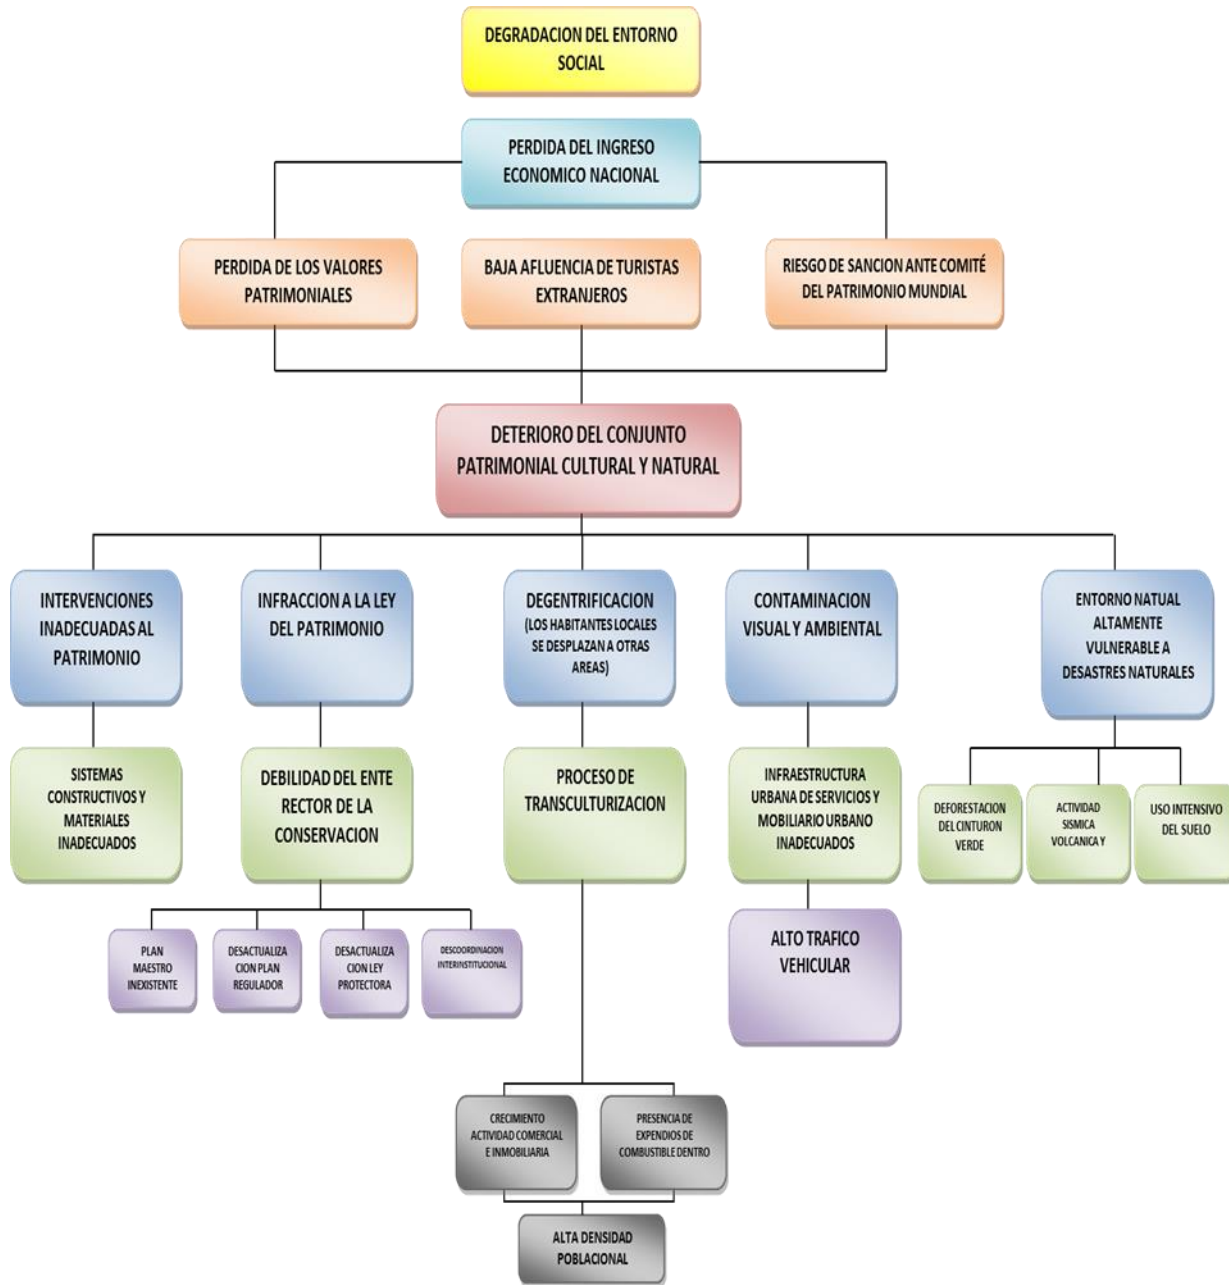 DEGRADACION DEL ENTORNO
SOCIAL
PERDIDA DEL INGRESO
ECONOMICO NACIONAL
PERDIDA DE LOS VALORES
PATRIMONIALES
BAJA AFLUENCIA DE TURISTAS
EXTRANJEROS
RIESGO DE SANCION ANTE COMITÉ
DEL PATRIMONIO MUNDIAL
DETERIORO DEL CONJUNTO
PATRIMONIAL CULTURAL Y NATURAL
INTERVENCIONES
INADECUADAS AL
PATRIMONIO
INFRACCION A LA LEY
DEL PATRIMONIO
DEGENTRIFICACION
(LOS HABITANTES LOCALES
SE DESPLAZAN A OTRAS
AREAS)
CONTAMINACION
VISUAL Y AMBIENTAL
ENTORNO NATUAL
ALTAMENTE
VULNERABLE A
DESASTRES NATURALES
SISTEMAS
CONSTRUCTIVOS Y
MATERIALES
INADECUADOS
DEBILIDAD DEL ENTE
RECTOR DE LA
CONSERVACION
PROCESO DE
TRANSCULTURIZACION
INFRAESTRUCTURA
URBANA DE SERVICIOS Y
MOBILIARIO URBANO
INADECUADOS
DEFORESTACION
DEL CINTURON
VERDE
ACTIVIDAD
SISMICA
VOLCANICA Y
USO INTENSIVO
DEL SUELO
PLAN
MAESTRO
INEXISTENTE
DESACTUALIZA
CION PLAN
REGULADOR
DESACTUALIZA
CION LEY
PROTECTORA
DESCOORDINACION
INTERINSTITUCIONAL
ALTO TRAFICO
VEHICULAR
CRECIMIENTO
ACTIVIDAD COMERCIAL
E INMOBILIARIA
PRESENCIA DE
EXPENDIOS DE
COMBUSTIBLE DENTRO
ALTA DENSIDAD
POBLACIONAL